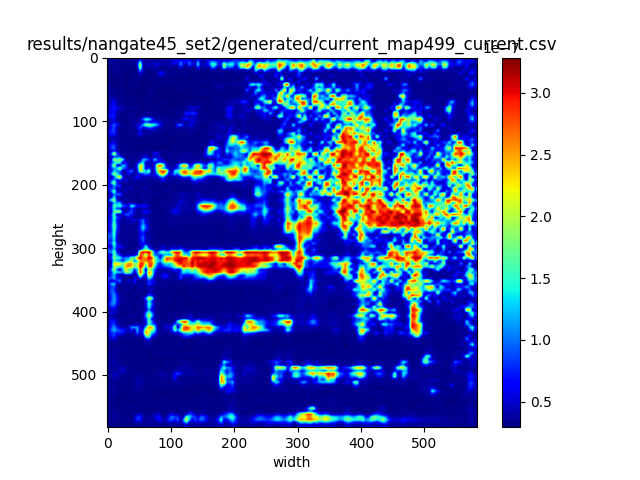 results/nangate45_set2/generated/current_map499_current.csv
1e−7
0
100
200
300
400
500
height
0 100 200 300 400 500
width
3.0
2.5
2.0
1.5
1.0
0.5